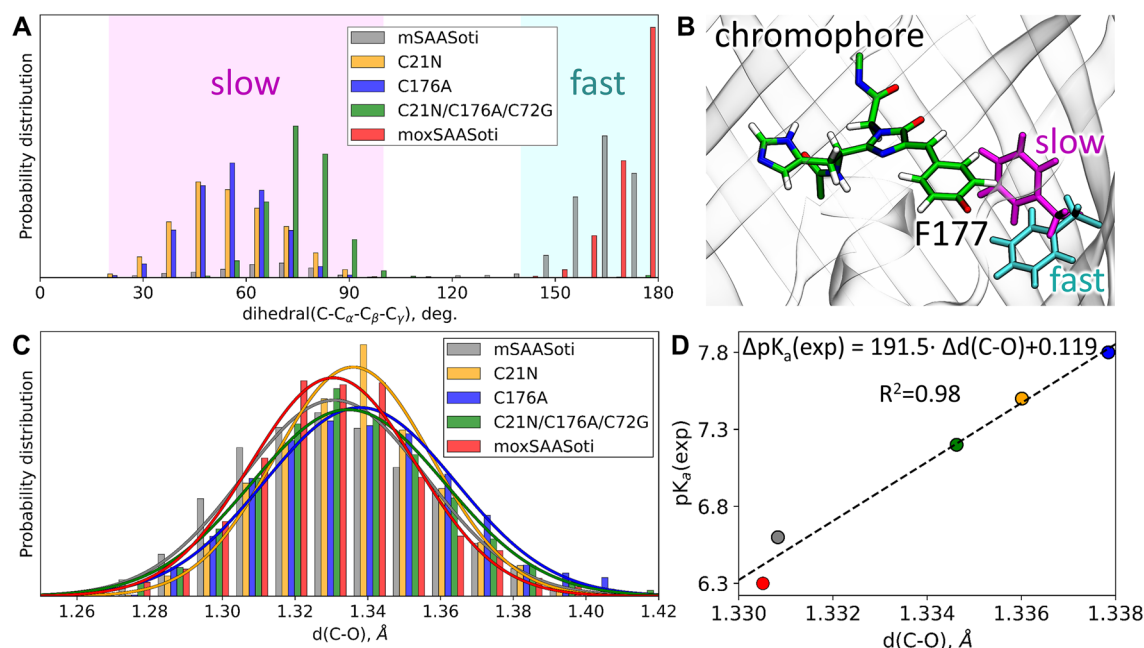 A
Probability distribution
slow
fast
mSAASoti
C21N
C176A
C21N/C176A/C72G
moxSAASoti
0 30 60 90 120 150 180
dihedral(C-Cα-Cβ-Cγ), deg.
B
chromophore
slow
F177
fast
C
Probability distribution
mSAASoti
C21N
C176A
C21N/C176A/C72G
moxSAASoti
1.26 1.28 1.30 1.32 1.34 1.36 1.38 1.40 1.42
d(C-O), Å
D
ΔpKa(exp) = 191.5· Δd(C-O)+0.119
R²=0.98
pKa(exp)
7.8
7.3
6.8
6.3
1.330 1.332 1.334 1.336 1.338
d(C-O), Å